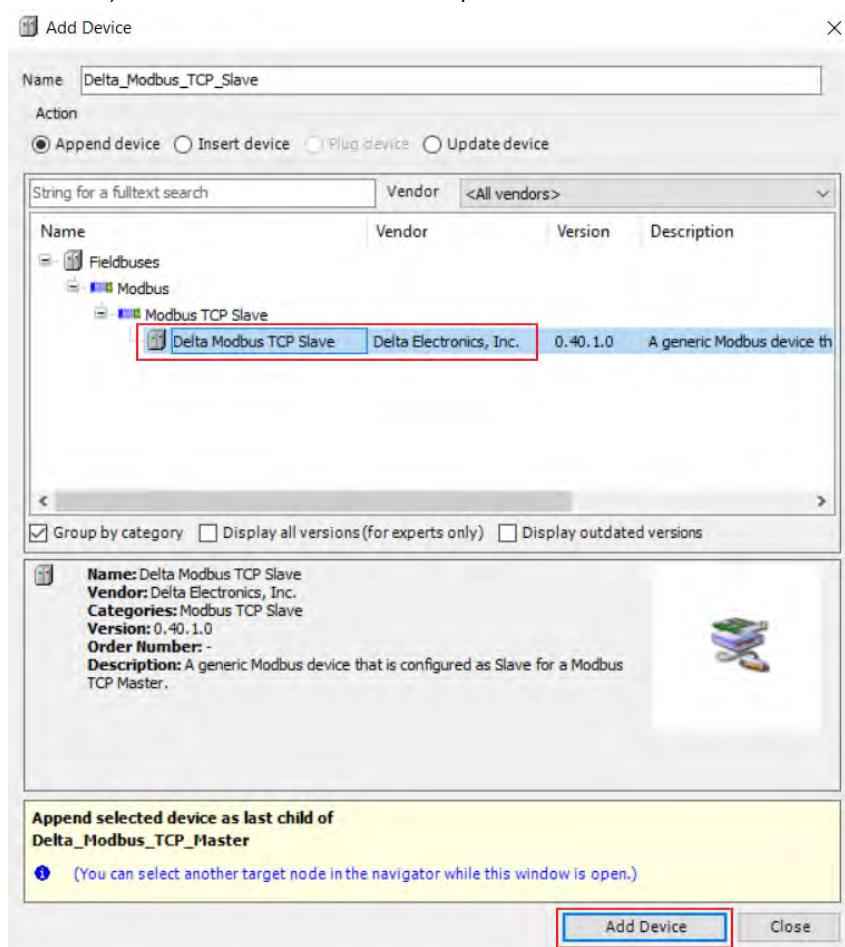 Add Device
Name Delta_Modbus_TCP_Slave
Action
Append device Insert device Plug device Update device
String for a fulltext search Vendor <All vendors>
Name Vendor Version Description
Fieldbuses
Modbus
Modbus TCP Slave
Delta Modbus TCP Slave Delta Electronics, Inc. 0.40.1.0 A generic Modbus device th
Group by category Display all versions (for experts only) Display outdated versions
Name: Delta Modbus TCP Slave
Vendor: Delta Electronics, Inc.
Categories: Modbus TCP Slave
Version: 0.40.1.0
Order Number: -
Description: A generic Modbus device that is configured as Slave for a Modbus
TCP Master.
Append selected device as last child of
Delta_Modbus_TCP_Master
(You can select another target node in the navigator while this window is open.)
Add Device Close